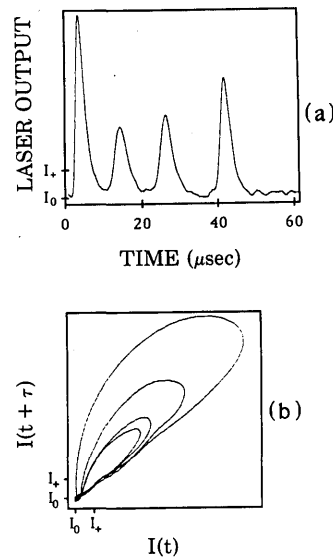 LASER OUTPUT
I₊
I₀
0
20
40
60
TIME (μsec)
(a)
I(t + τ)
I₊
I₀
I₀ I₊
I(t)
(b)